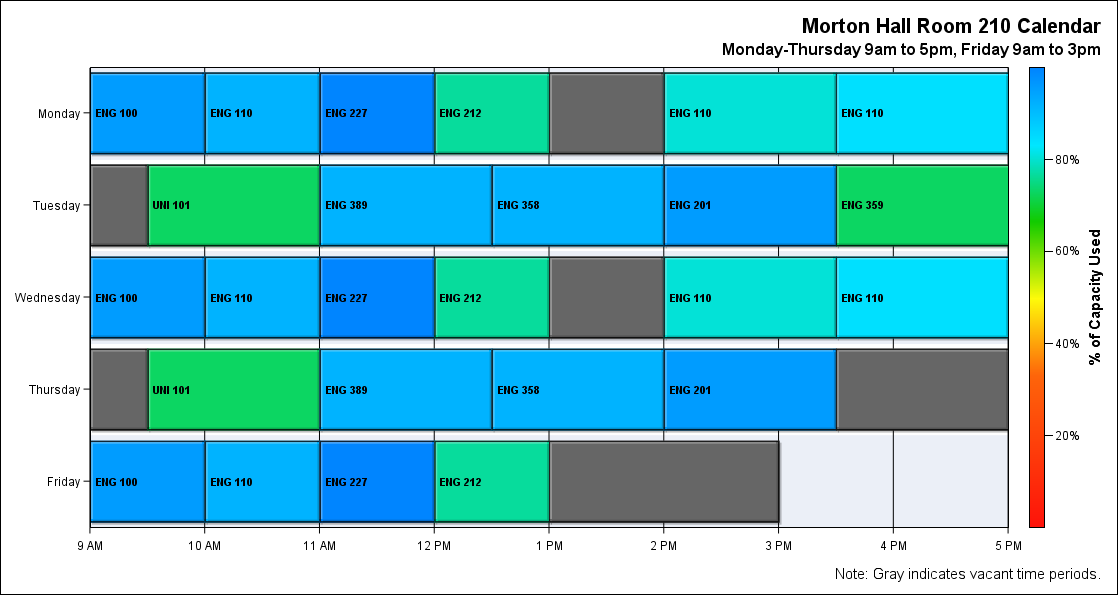 Morton Hall Room 210 Calendar
Monday-Thursday 9am to 5pm, Friday 9am to 3pm
Monday
ENG 100
ENG 110
ENG 227
ENG 212
ENG 110
ENG 110
Tuesday
UNI 101
ENG 389
ENG 358
ENG 201
ENG 359
Wednesday
ENG 100
ENG 110
ENG 227
ENG 212
ENG 110
ENG 110
Thursday
UNI 101
ENG 389
ENG 358
ENG 201
Friday
ENG 100
ENG 110
ENG 227
ENG 212
9 AM
10 AM
11 AM
12 PM
1 PM
2 PM
3 PM
4 PM
5 PM
80%
60%
40%
20%
% of Capacity Used
Note: Gray indicates vacant time periods.